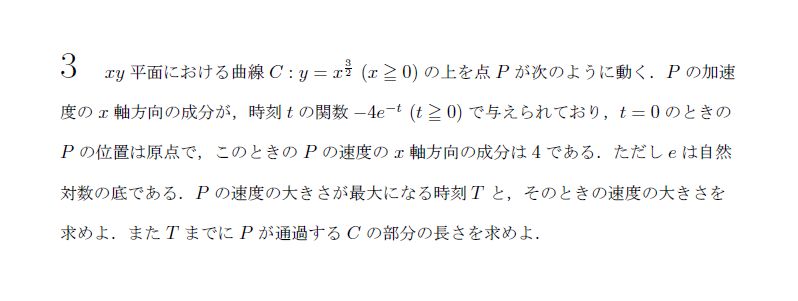 3 xy 平面における曲線 C : y = x^{3/2} (x ≧ 0) の上を点 P が次のように動く．P の加速
度の x 軸方向の成分が，時刻 t の関数 −4e^{−t} (t ≧ 0) で与えられており，t = 0 のときの
P の位置は原点で，このときの P の速度の x 軸方向の成分は 4 である．ただし e は自然
対数の底である．P の速度の大きさが最大になる時刻 T と，そのときの速度の大きさを
求めよ．また T までに P が通過する C の部分の長さを求めよ．